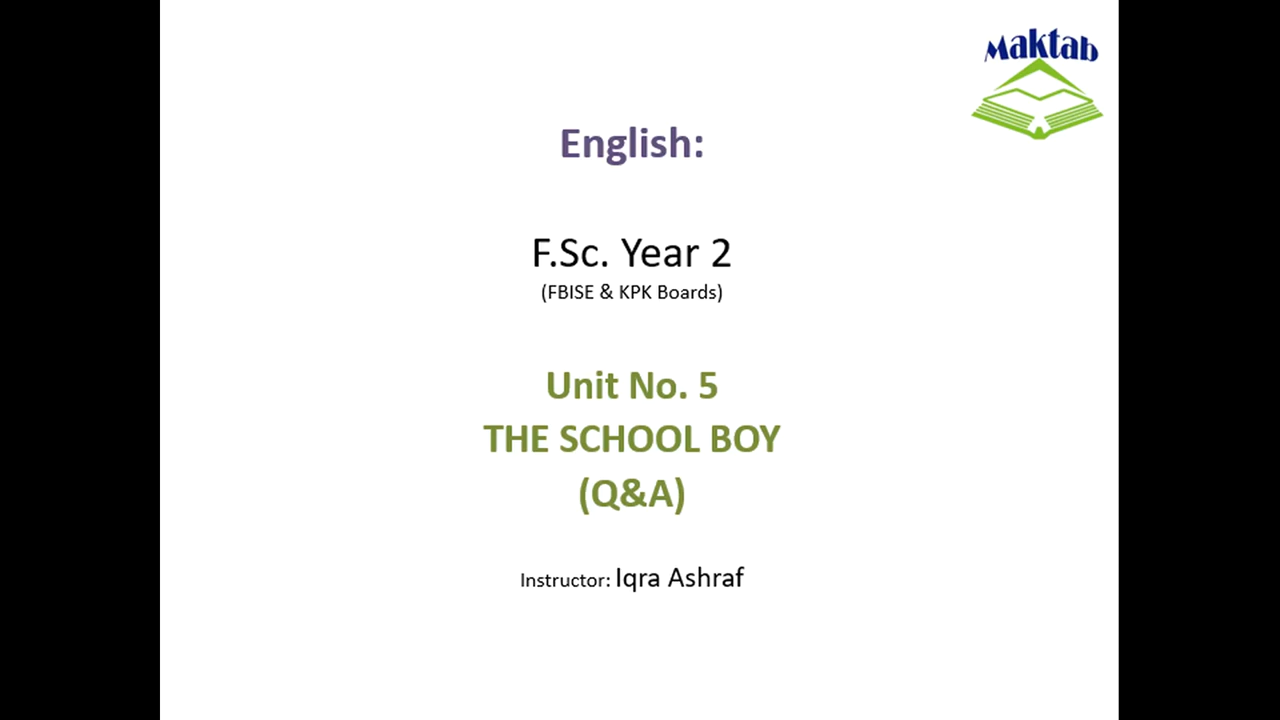 Maktab
English:
F.Sc. Year 2
(FBISE & KPK Boards)
Unit No. 5
THE SCHOOL BOY
(Q&A)
Instructor: Iqra Ashraf